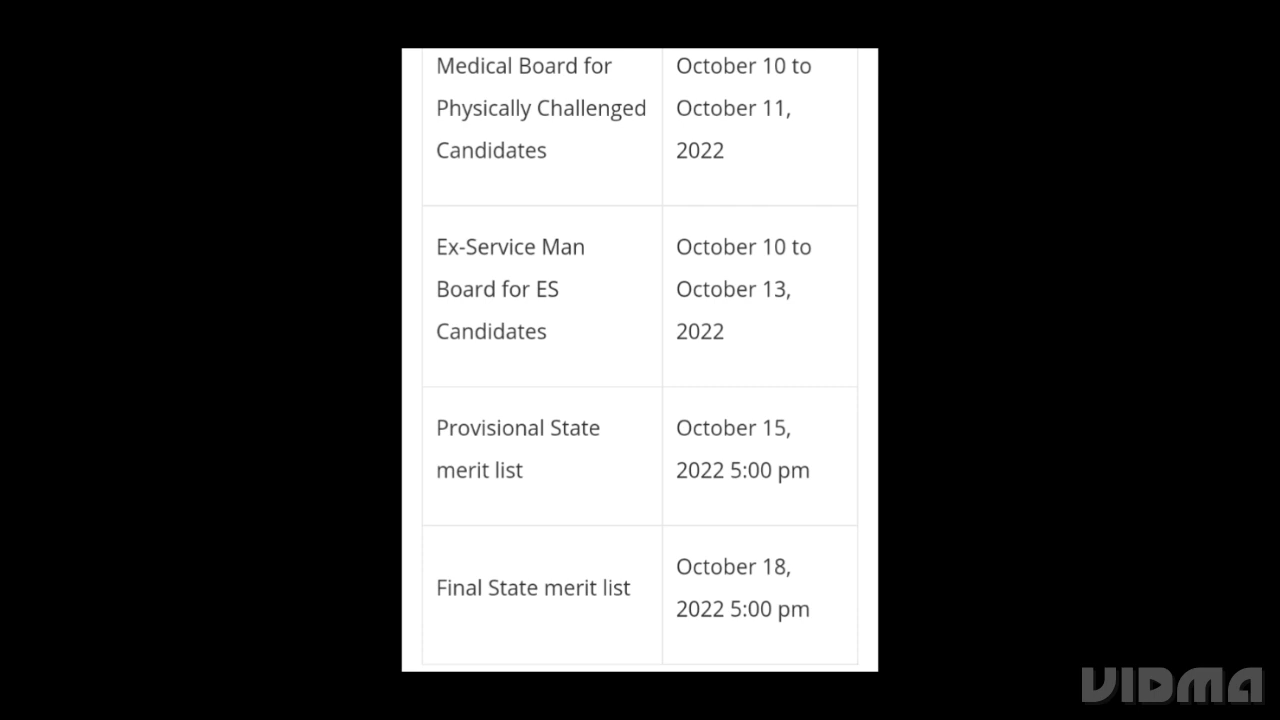 Medical Board for
Physically Challenged
Candidates
October 10 to
October 11,
2022
Ex-Service Man
Board for ES
Candidates
October 10 to
October 13,
2022
Provisional State
merit list
October 15,
2022 5:00 pm
Final State merit list
October 18,
2022 5:00 pm
VIDMA